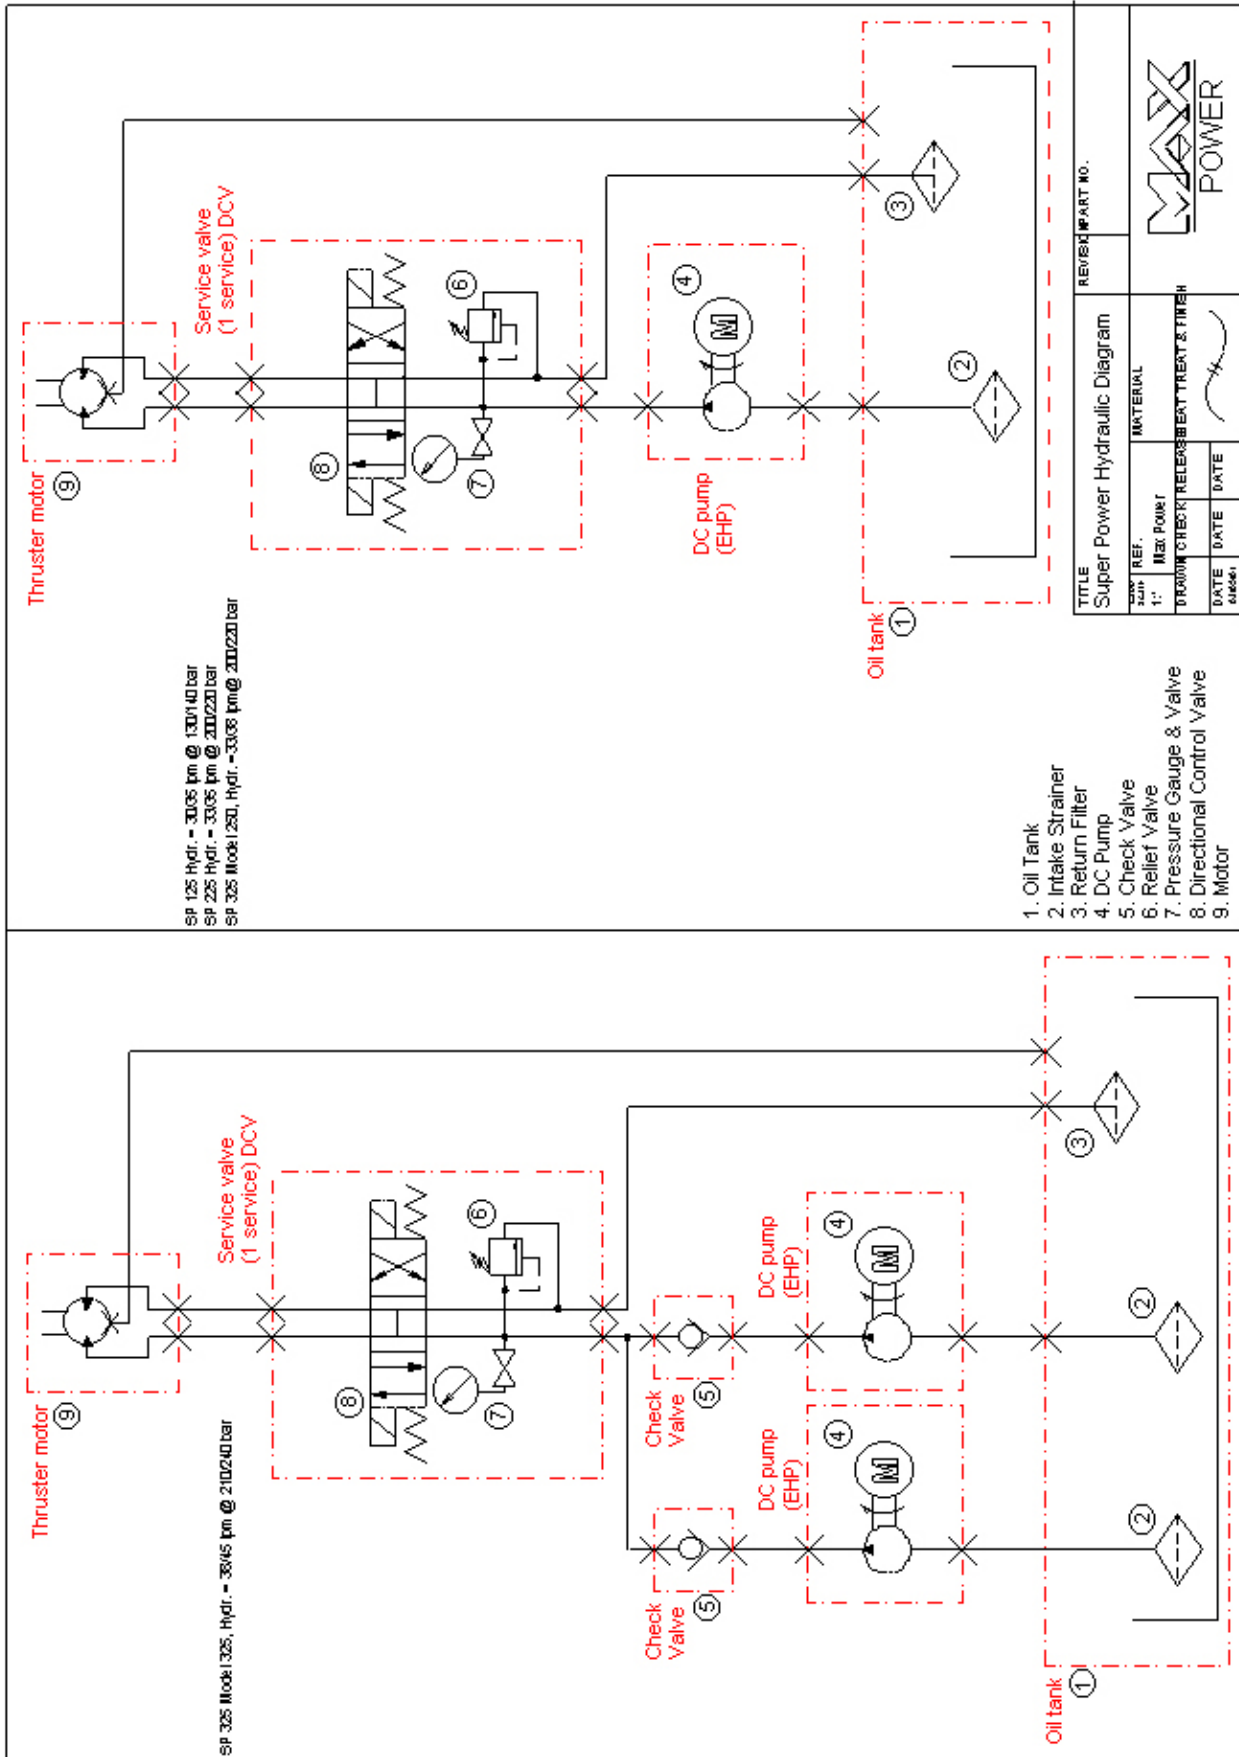 Thruster motor
9
SP 325 Model 325, Hydr. = 38/45 lpm @ 210/240 bar
Service valve
(1 service) DCV
8
6
7
Check
Valve
5
Check
Valve
5
DC pump
(EHP)
4
DC pump
(EHP)
4
3
2
2
Oil tank
1
Thruster motor
9
SP 125 Hydr. = 30/35 lpm @ 130/140 bar
SP 225 Hydr. = 33/35 lpm @ 200/220 bar
SP 325 Model 250, Hydr. = 33/38 lpm @ 200/220 bar
Service valve
(1 service) DCV
8
6
7
DC pump
(EHP)
4
M
3
2
Oil tank
1
1. Oil Tank
2. Intake Strainer
3. Return Filter
4. DC Pump
5. Check Valve
6. Relief Valve
7. Pressure Gauge & Valve
8. Directional Control Valve
9. Motor
TITLE
Super Power Hydraulic Diagram
PART NO.
1:1
REF.
Max Power
MATERIAL
DRAWN CHECK
TREAT & FINISH
DATE DATE DATE
MAX
POWER